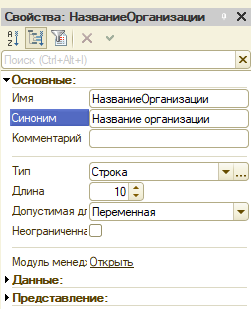 Свойства: НазваниеОрганизации
Поиск (Ctrl+Alt+I)
Основные:
Имя НазваниеОрганизации
Синоним Название организации
Комментарий
Тип Строка
Длина 10
Допустимая дл Переменная
Неограниченна
Модуль менед Открыть
Данные:
Представление: